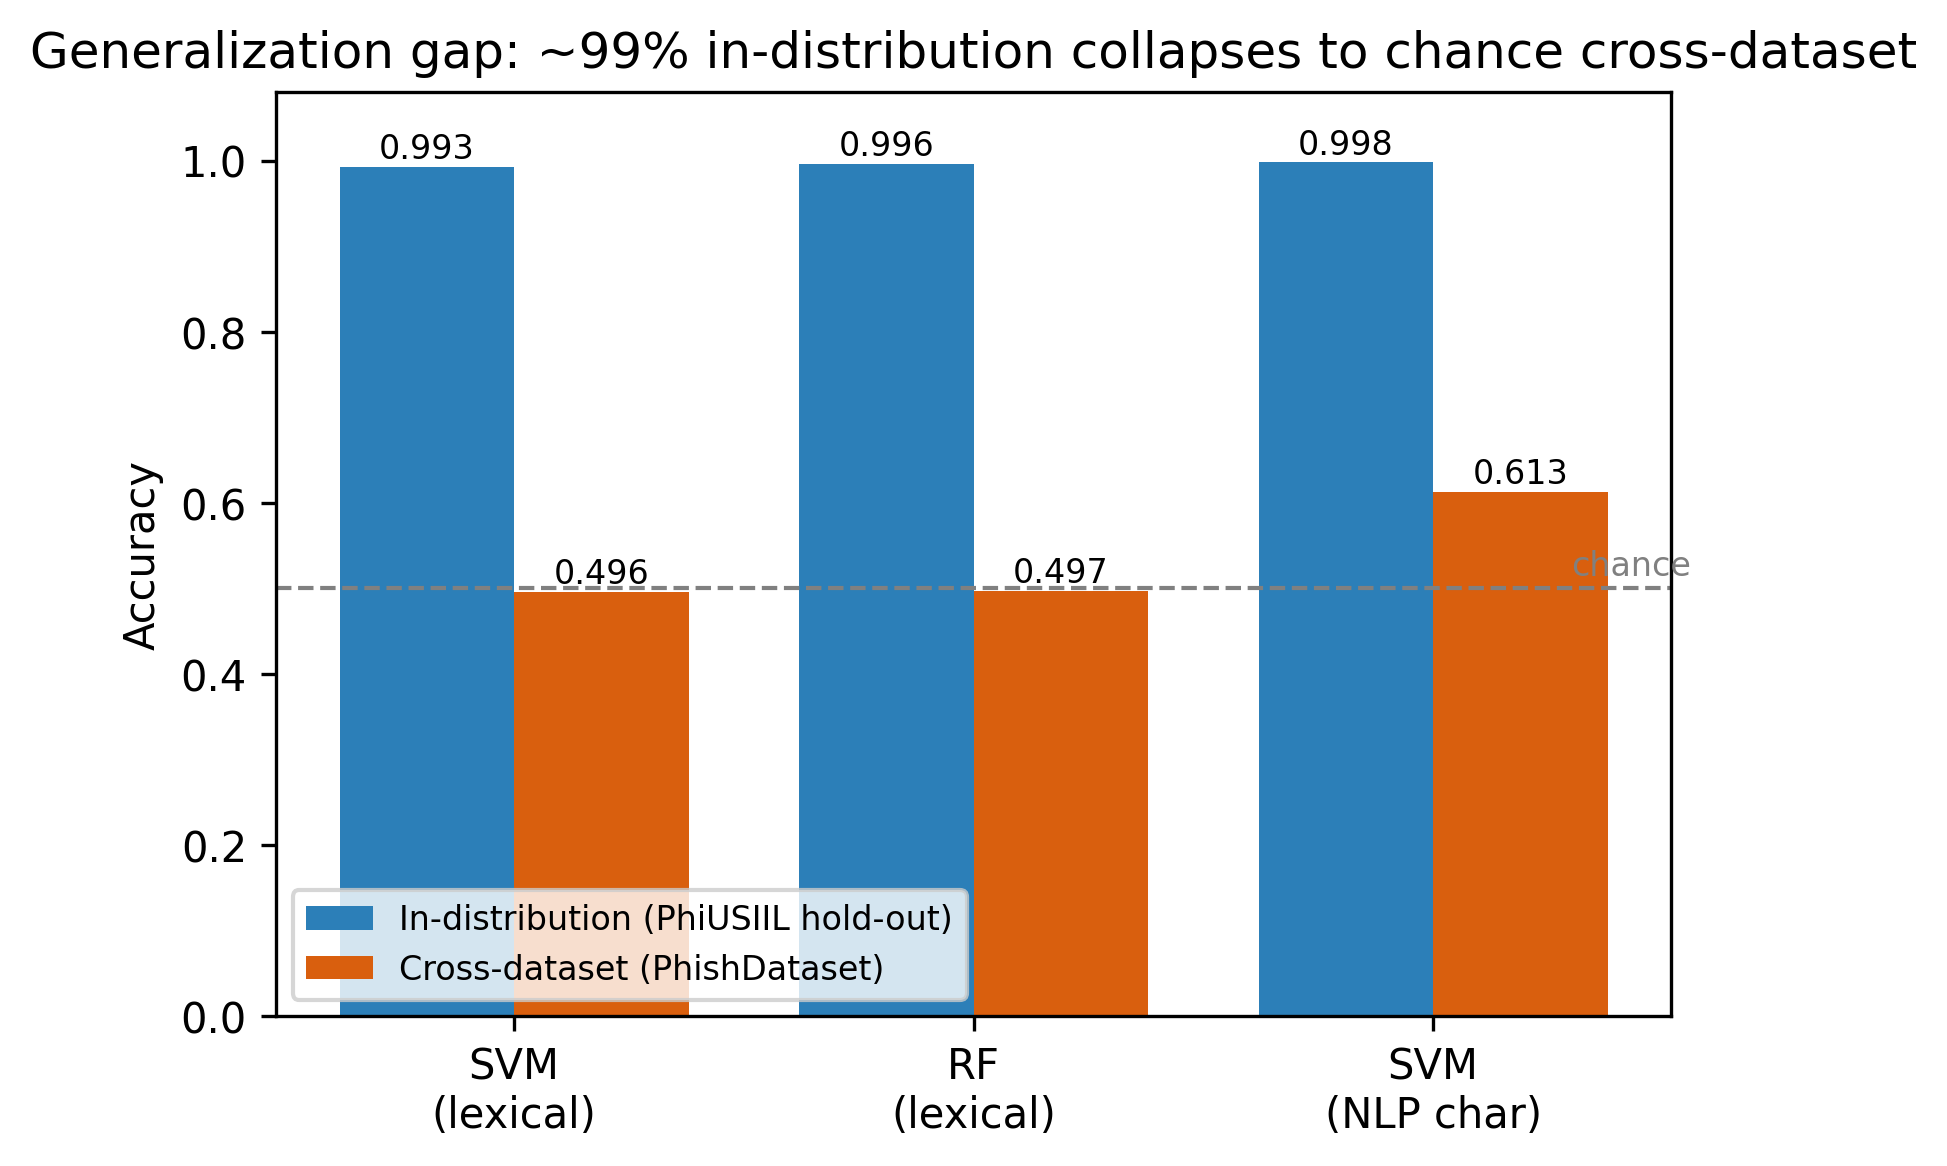 Generalization gap: ~99% in-distribution collapses to chance cross-dataset
Accuracy
1.0
0.8
0.6
0.4
0.2
0.0
0.993
0.496
0.996
0.497
0.998
0.613
chance
In-distribution (PhiUSIIL hold-out)
Cross-dataset (PhishDataset)
SVM
(lexical)
RF
(lexical)
SVM
(NLP char)